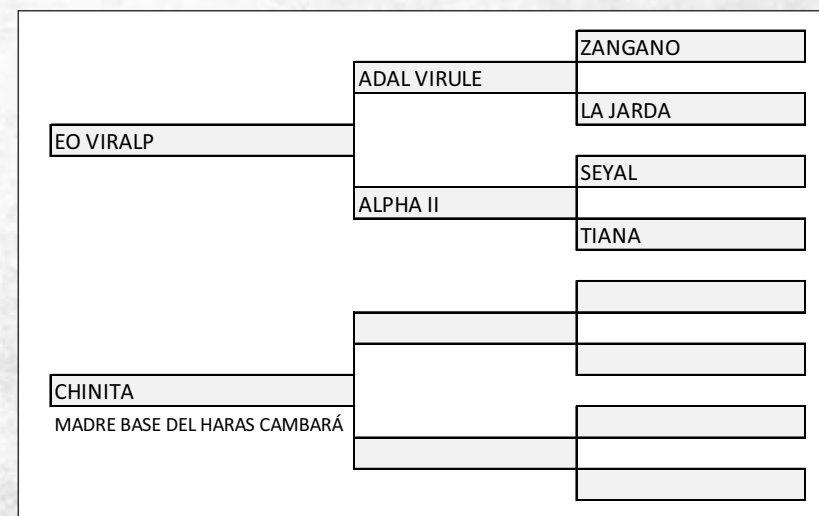 ZANGANO
ADAL VIRULE
LA JARDA
EO VIRALP
SEYAL
ALPHA II
TIANA
CHINITA
MADRE BASE DEL HARAS CAMBARÁ